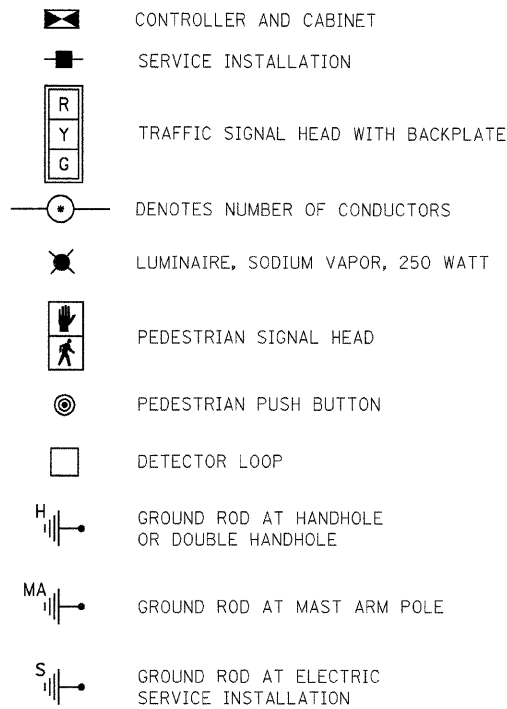 CONTROLLER AND CABINET
SERVICE INSTALLATION
R
Y
G
TRAFFIC SIGNAL HEAD WITH BACKPLATE
*
DENOTES NUMBER OF CONDUCTORS
LUMINAIRE, SODIUM VAPOR, 250 WATT
PEDESTRIAN SIGNAL HEAD
PEDESTRIAN PUSH BUTTON
DETECTOR LOOP
H
GROUND ROD AT HANDHOLE
OR DOUBLE HANDHOLE
MA
GROUND ROD AT MAST ARM POLE
S
GROUND ROD AT ELECTRIC
SERVICE INSTALLATION